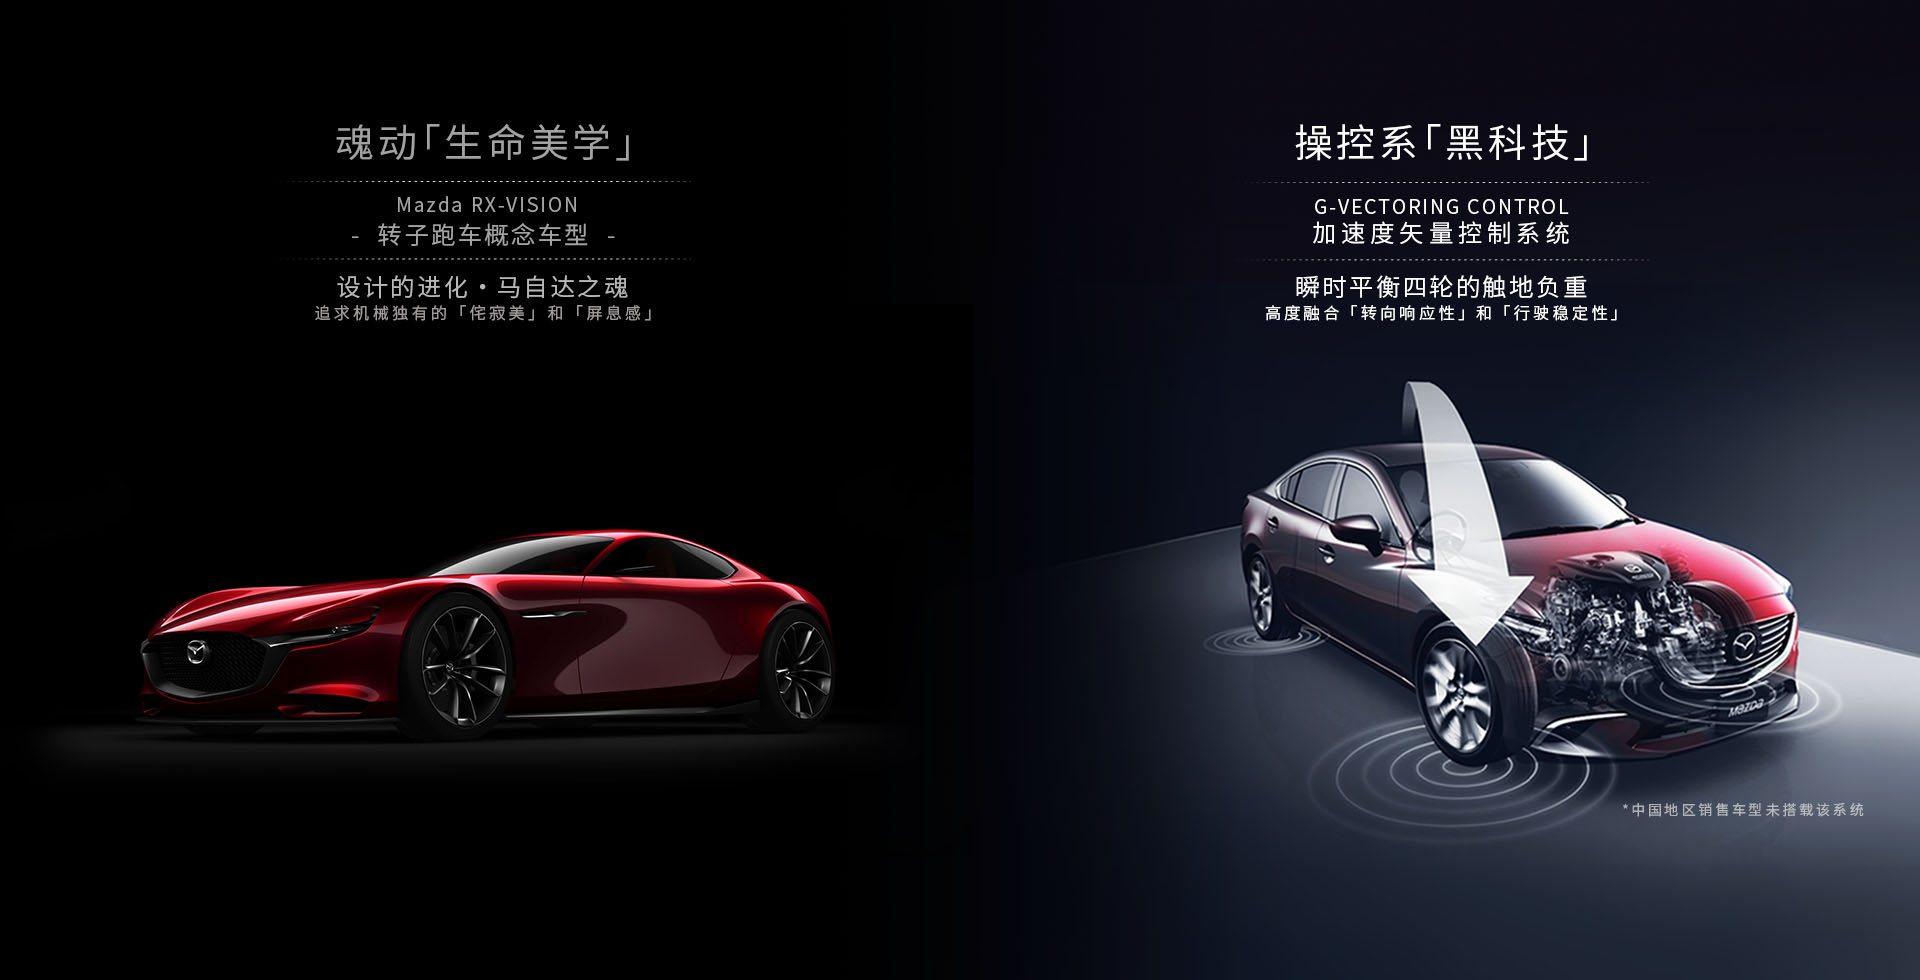 魂动「生命美学」
Mazda RX-VISION
- 转子跑车概念车型 -
设计的进化·马自达之魂
追求机械独有的「侘寂美」和「屏息感」
操控系「黑科技」
G-VECTORING CONTROL
加速度矢量控制系统
瞬时平衡四轮的触地负重
高度融合「转向响应性」和「行驶稳定性」
mazda
*中国地区销售车型未搭载该系统